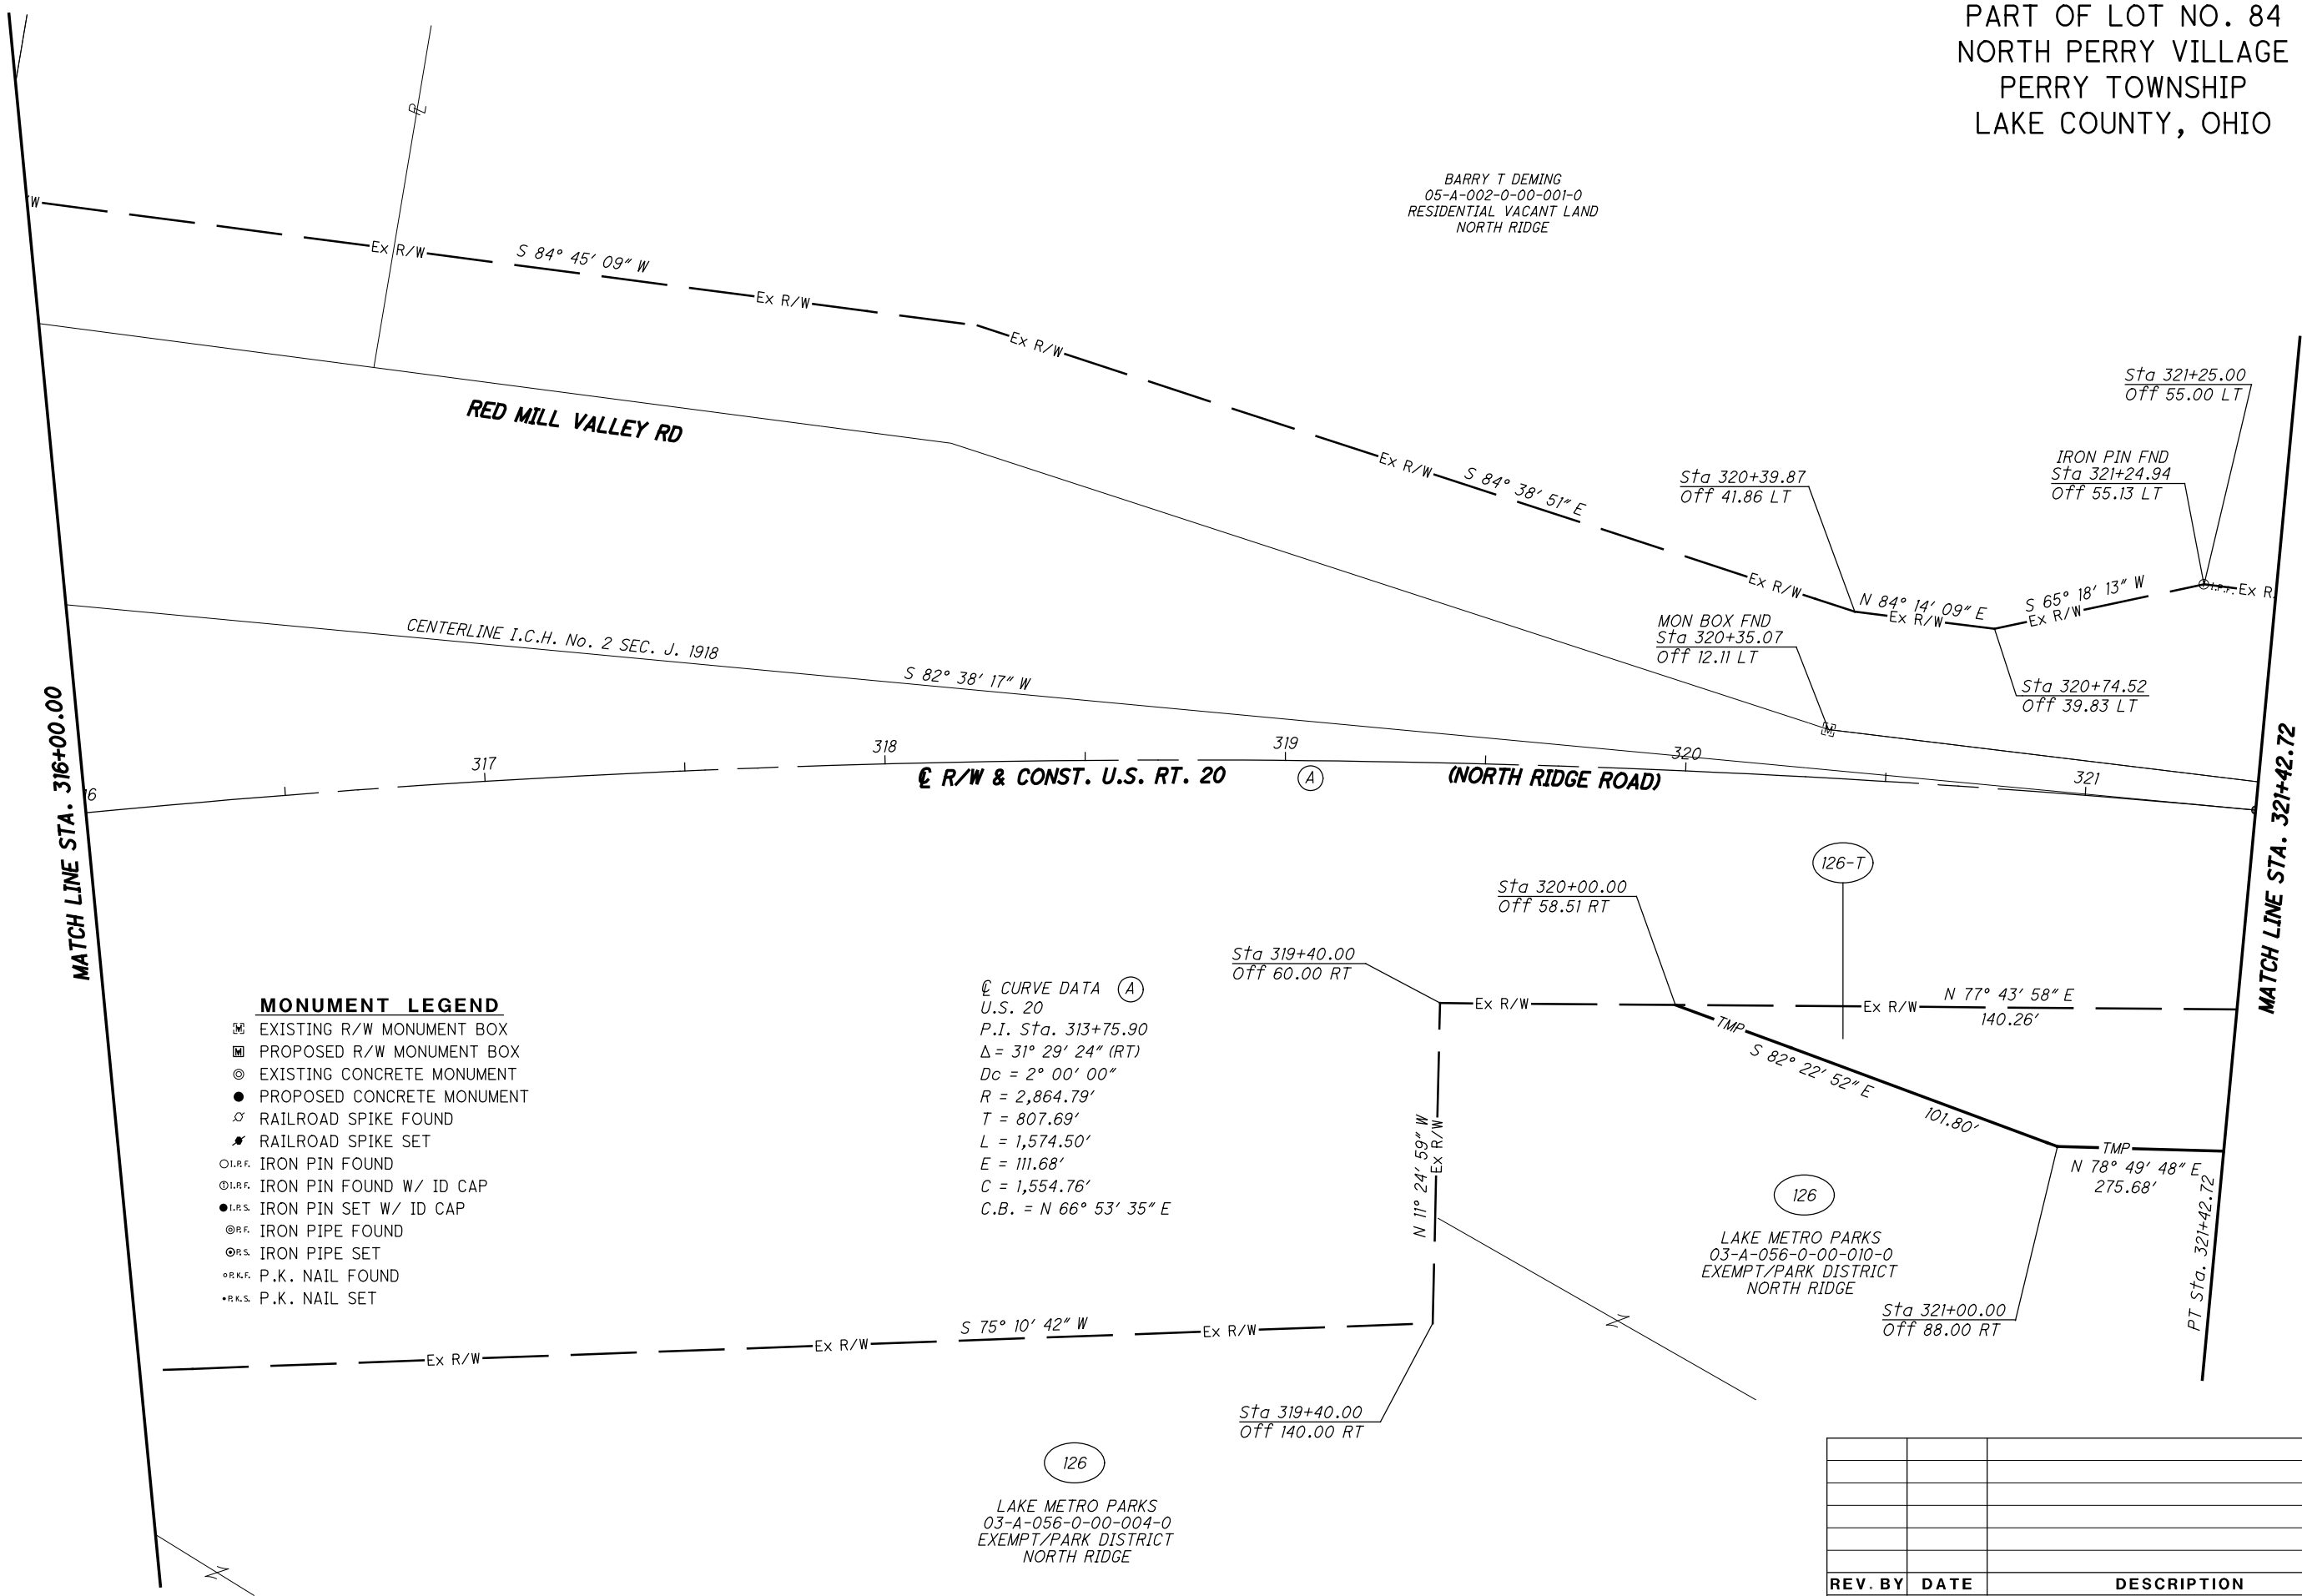 PART OF LOT NO. 84
NORTH PERRY VILLAGE
PERRY TOWNSHIP
LAKE COUNTY, OHIO
BARRY T DEMING
05-A-002-0-00-001-0
RESIDENTIAL VACANT LAND
NORTH RIDGE
P
W
Ex R/W
S 84° 45' 09" W
Ex R/W
Ex R/W
RED MILL VALLEY RD
Ex R/W
S 84° 38' 51" E
Ex R/W
Sta 321+25.00
Off 55.00 LT
IRON PIN FND
Sta 321+24.94
Off 55.13 LT
Sta 320+39.87
Off 41.86 LT
N 84° 14' 09" E
Ex R/W
S 65° 18' 13" W
Ex R/W
I.P.F.
Ex R
MON BOX FND
Sta 320+35.07
Off 12.11 LT
Sta 320+74.52
Off 39.83 LT
M
CENTERLINE I.C.H. No. 2 SEC. J. 1918
S 82° 38' 17" W
MATCH LINE STA. 316+00.00
16
317
318
319
320
321
℄ R/W & CONST. U.S. RT. 20
A
(NORTH RIDGE ROAD)
MATCH LINE STA. 321+42.72
126-T
Sta 320+00.00
Off 58.51 RT
Sta 319+40.00
Off 60.00 RT
Ex R/W
Ex R/W
N 77° 43' 58" E
140.26'
TMP
S 82° 22' 52" E
101.80'
TMP
N 78° 49' 48" E
275.68'
PT Sta. 321+42.72
N 11° 24' 59" W
Ex R/W
MONUMENT LEGEND
M EXISTING R/W MONUMENT BOX
M PROPOSED R/W MONUMENT BOX
EXISTING CONCRETE MONUMENT
PROPOSED CONCRETE MONUMENT
RAILROAD SPIKE FOUND
RAILROAD SPIKE SET
I.P.F. IRON PIN FOUND
I.P.F. IRON PIN FOUND W/ ID CAP
I.P.S. IRON PIN SET W/ ID CAP
P.F. IRON PIPE FOUND
P.S. IRON PIPE SET
P.K.F. P.K. NAIL FOUND
P.K.S. P.K. NAIL SET
℄ CURVE DATA A
U.S. 20
P.I. Sta. 313+75.90
Δ = 31° 29' 24" (RT)
Dc = 2° 00' 00"
R = 2,864.79'
T = 807.69'
L = 1,574.50'
E = 111.68'
C = 1,554.76'
C.B. = N 66° 53' 35" E
126
LAKE METRO PARKS
03-A-056-0-00-010-0
EXEMPT/PARK DISTRICT
NORTH RIDGE
Sta 321+00.00
Off 88.00 RT
Ex R/W
Ex R/W
S 75° 10' 42" W
Ex R/W
Sta 319+40.00
Off 140.00 RT
126
LAKE METRO PARKS
03-A-056-0-00-004-0
EXEMPT/PARK DISTRICT
NORTH RIDGE
REV. BY DATE DESCRIPTION